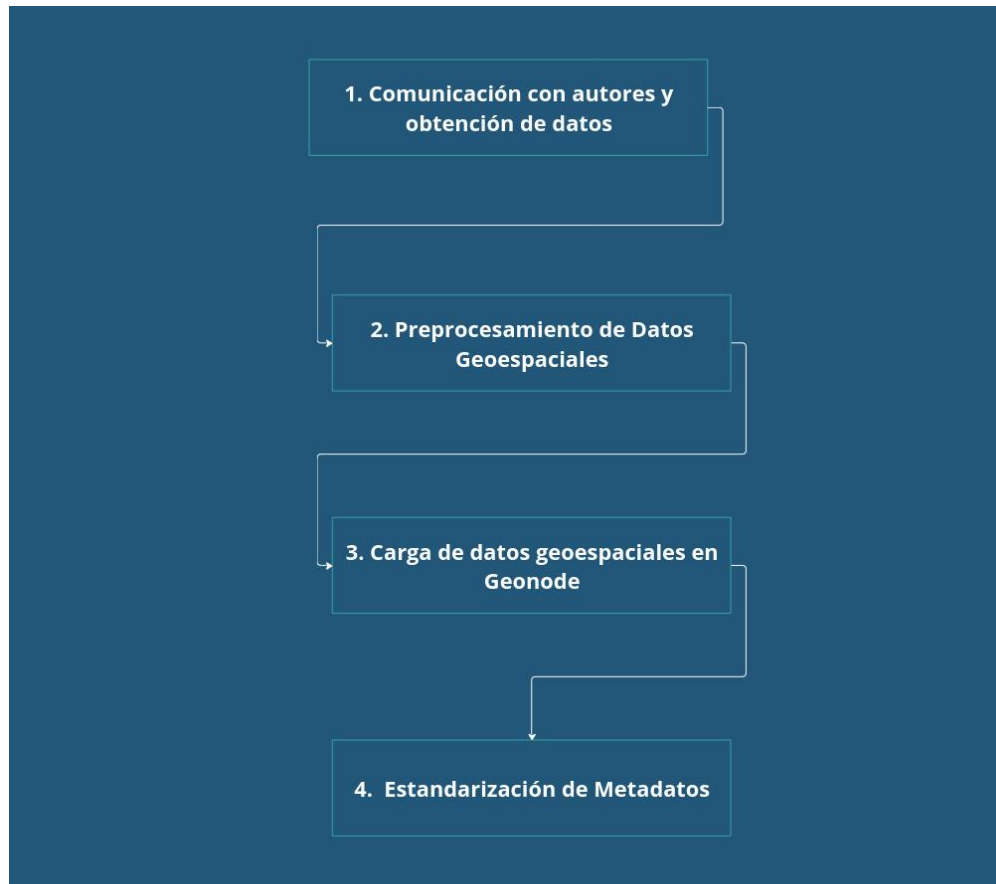 1. Comunicación con autores y
obtención de datos
2. Preprocesamiento de Datos
Geoespaciales
3. Carga de datos geoespaciales en
Geonode
4. Estandarización de Metadatos